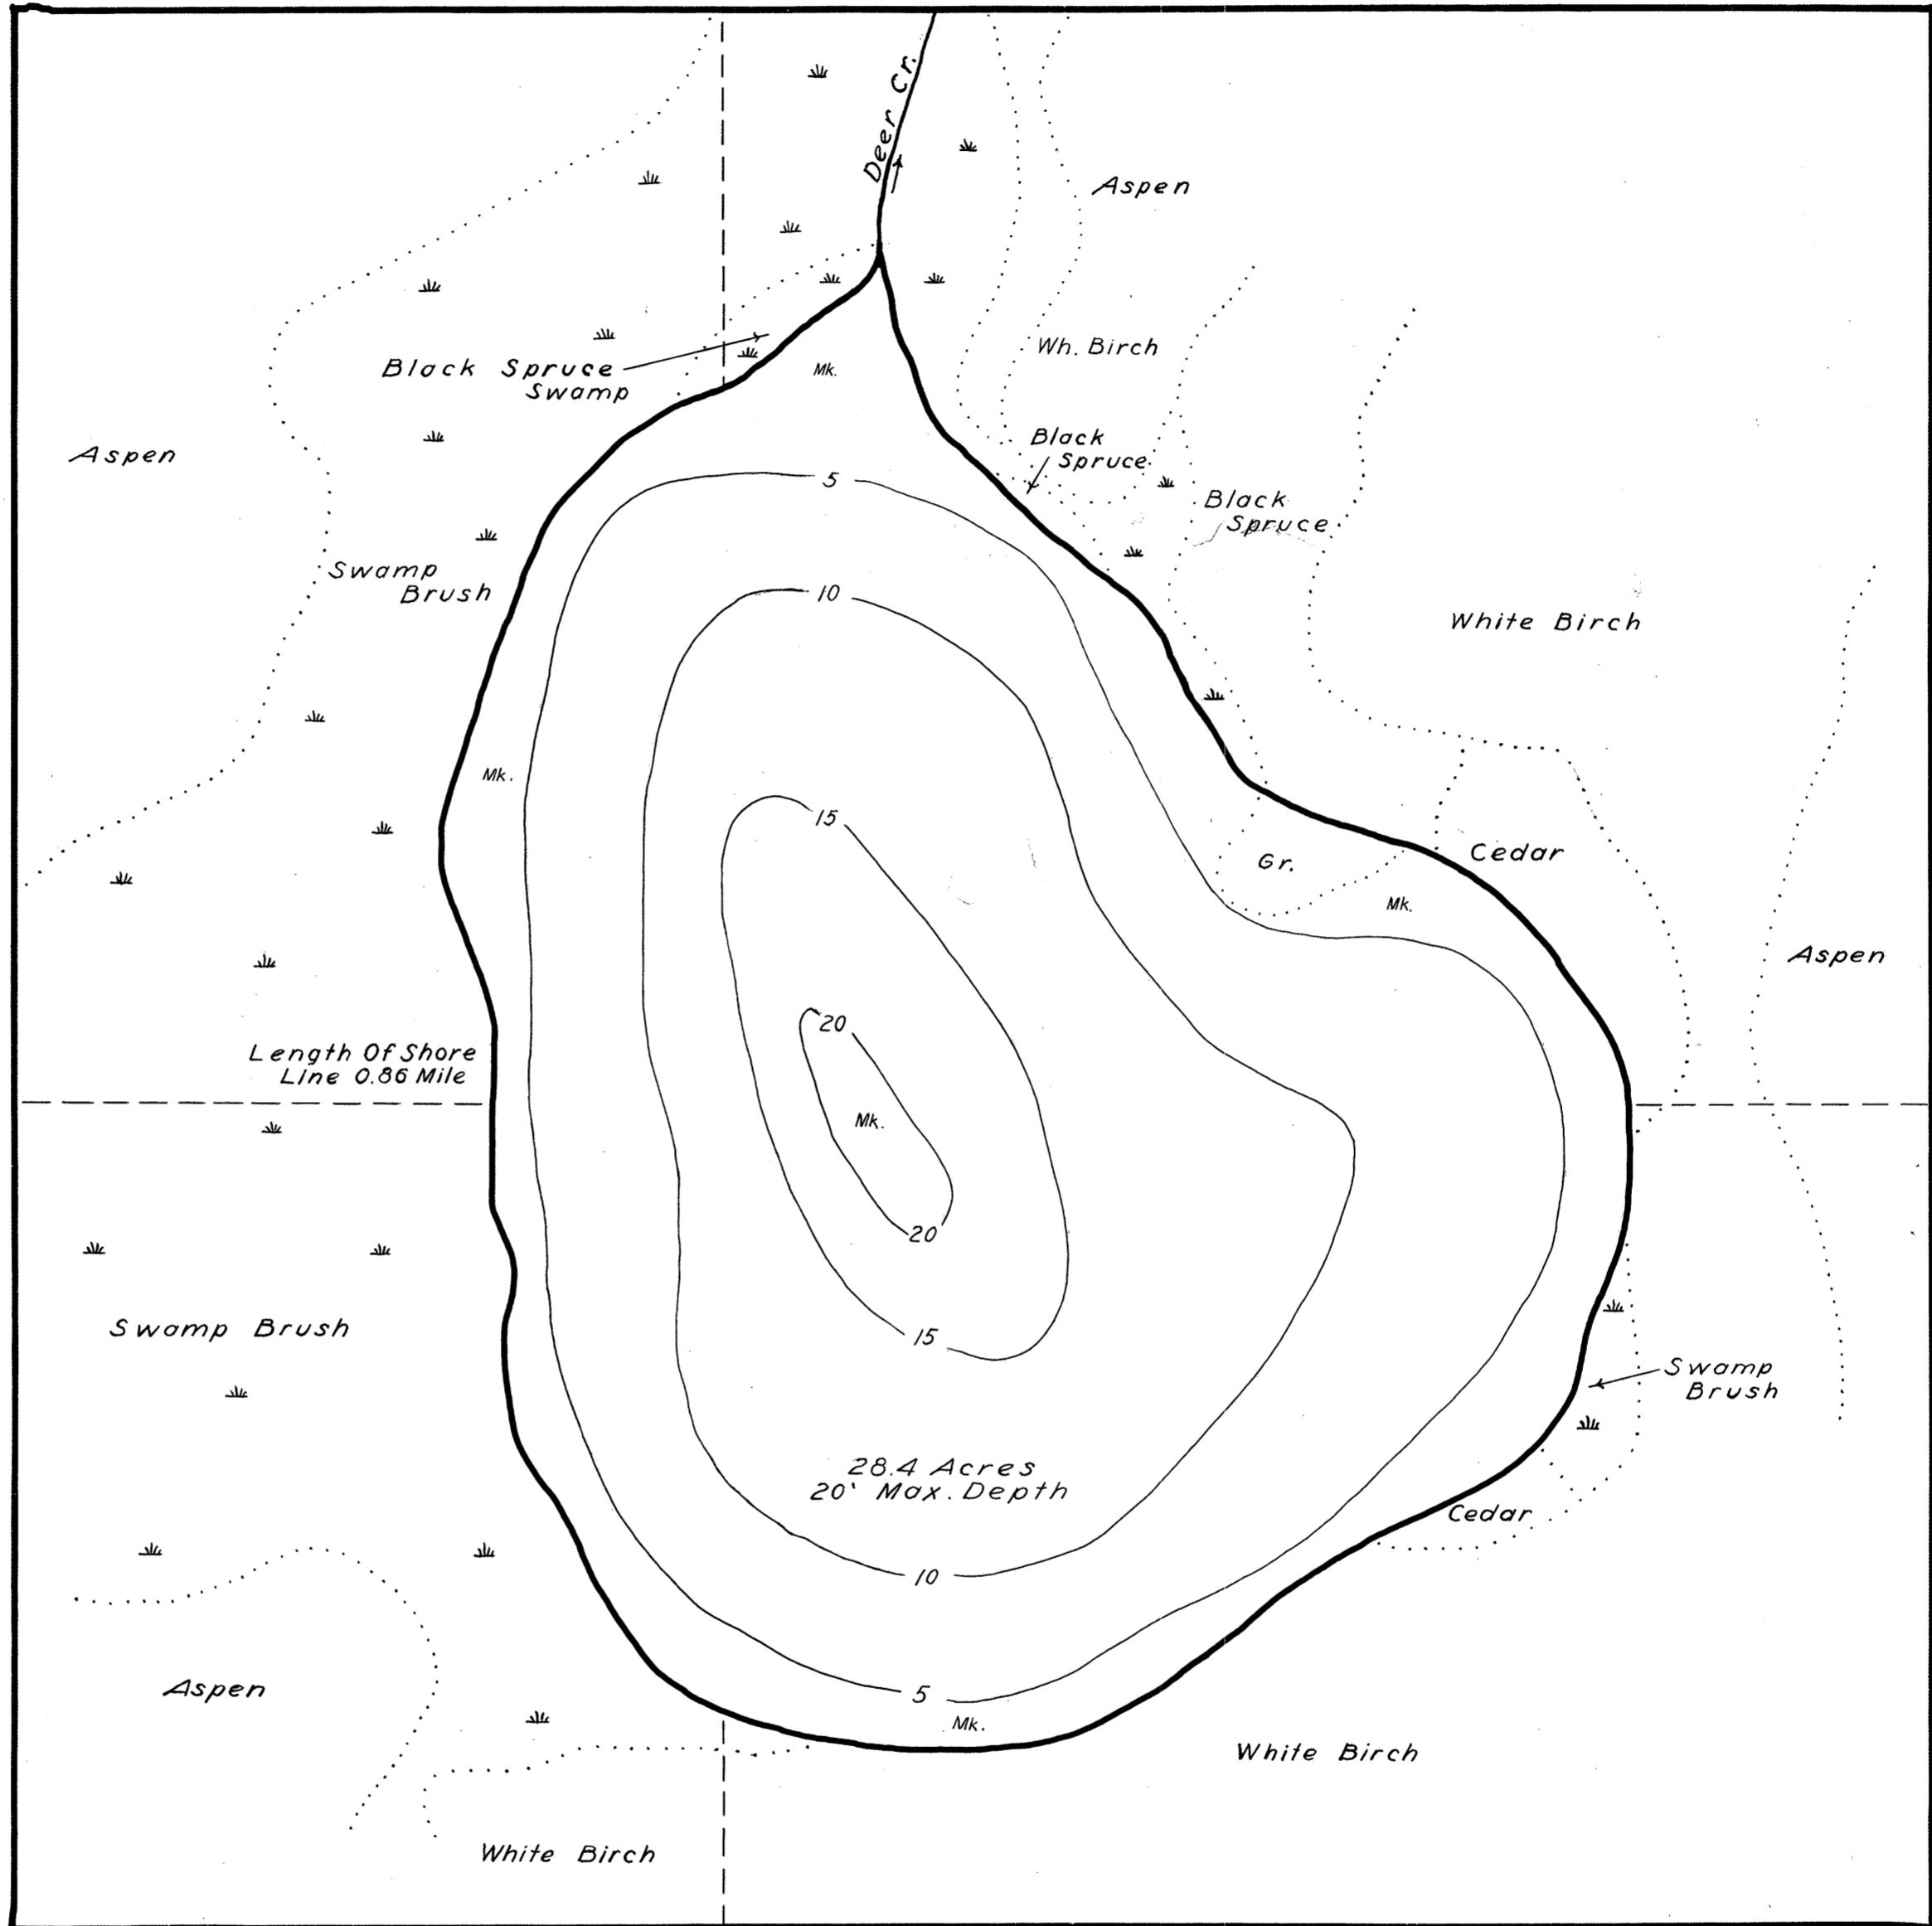 Deer Cr.
Aspen
Wh. Birch
Black Spruce
Swamp
Mk.
Black
Spruce
Aspen
5
Black
Spruce
Swamp
Brush
10
White Birch
Mk.
15
Gr.
Cedar
Mk.
Aspen
20
Length Of Shore
Line 0.86 Mile
Mk.
20
Swamp Brush
15
Swamp
Brush
28.4 Acres
20' Max. Depth
Cedar
10
Aspen
5
Mk.
White Birch
White Birch